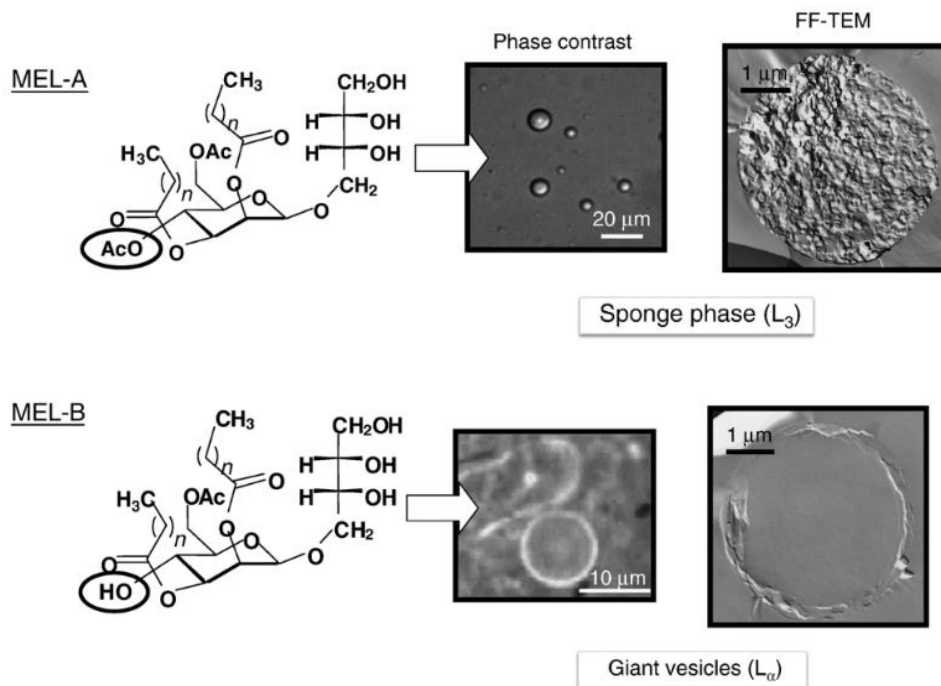 MEL-A
Phase contrast
FF-TEM
CH₃
( )n
O
CH₂OH
H OH
OAc
H OH
H₃C
( )n
O
O
O
CH₂
O
AcO
O
O
20 μm
1 μm
Sponge phase (L₃)
MEL-B
CH₃
( )n
O
CH₂OH
H OH
OAc
H OH
H₃C
( )n
O
O
O
CH₂
O
HO
O
O
10 μm
1 μm
Giant vesicles (Lα)